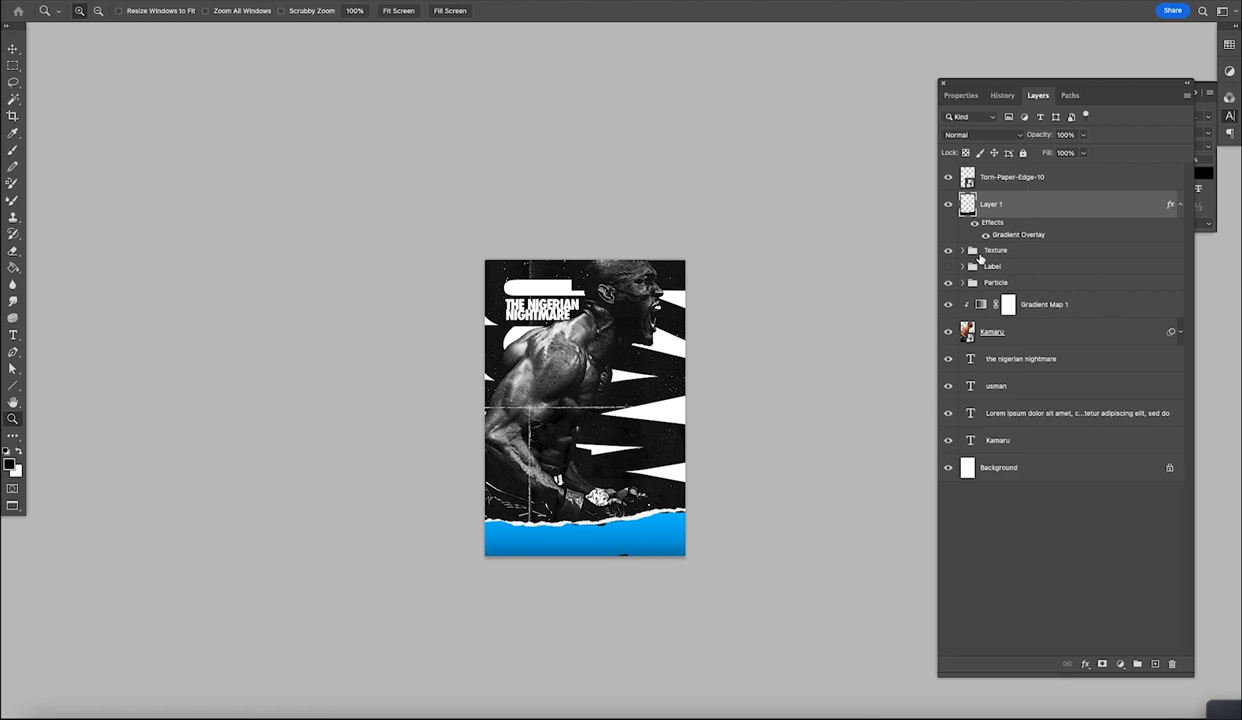 Resize Windows to Fit Zoom All Windows Scrubby Zoom 100% Fit Screen Fill Screen Share
Properties History Layers Paths
Kind
Normal Opacity: 100%
Lock: Fill: 100%
Torn-Paper-Edge-10
Layer 1 fx
Effects
Gradient Overlay
Texture
Label
Particle
Gradient Map 1
Kamaru
the nigerian nightmare
usman
Lorem ipsum dolor sit amet, c...tetur adipiscing elit, sed do
Kamaru
Background
THE NIGERIAN
NIGHTMARE